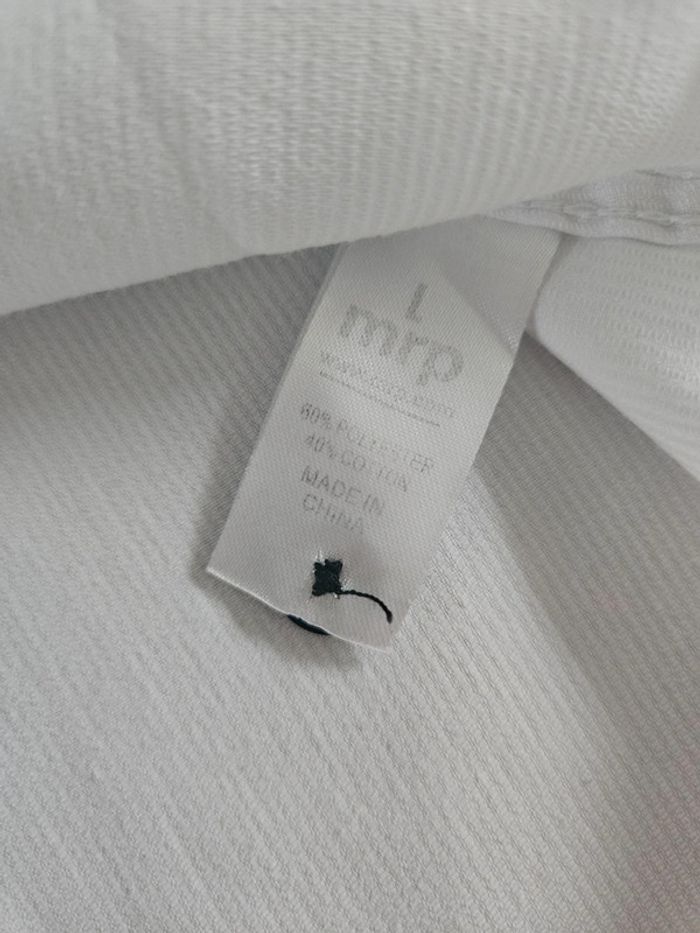 L
mrp
60% POLYESTER
40% COTTON
MADE IN
CHINA